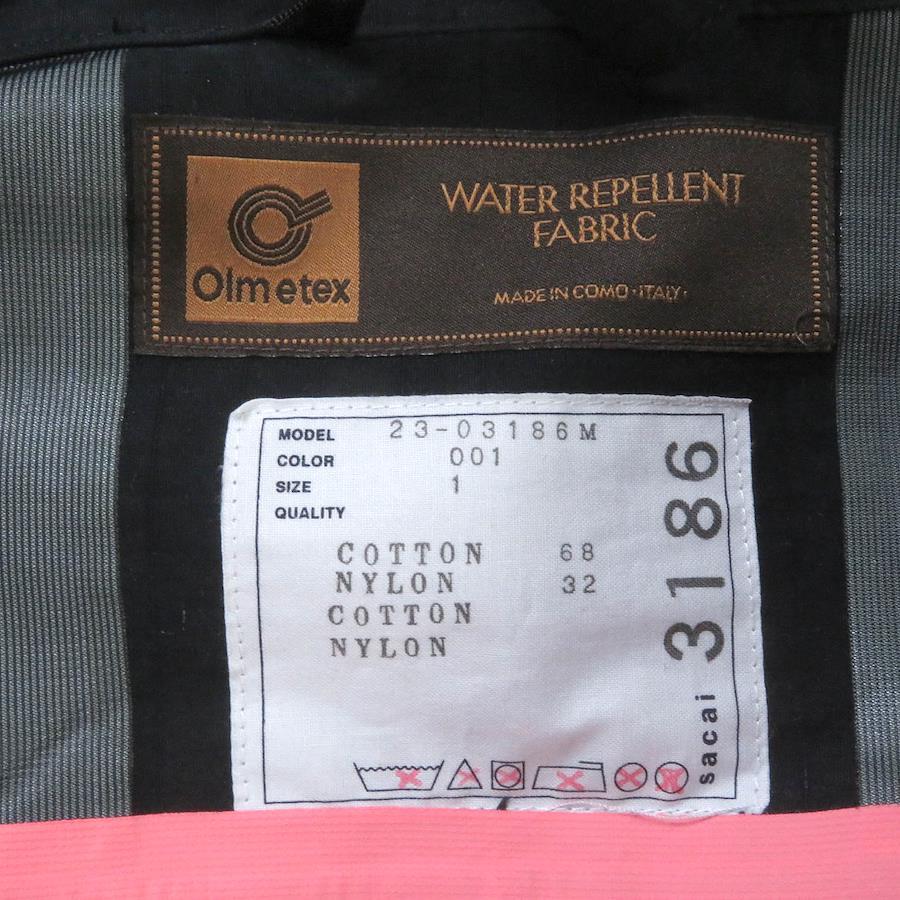 Olmetex
WATER REPELLENT
FABRIC
MADE IN COMO·ITALY·
MODEL 23-03186M
COLOR 001
SIZE 1
QUALITY
COTTON 68
NYLON 32
COTTON
NYLON
sacai 3186